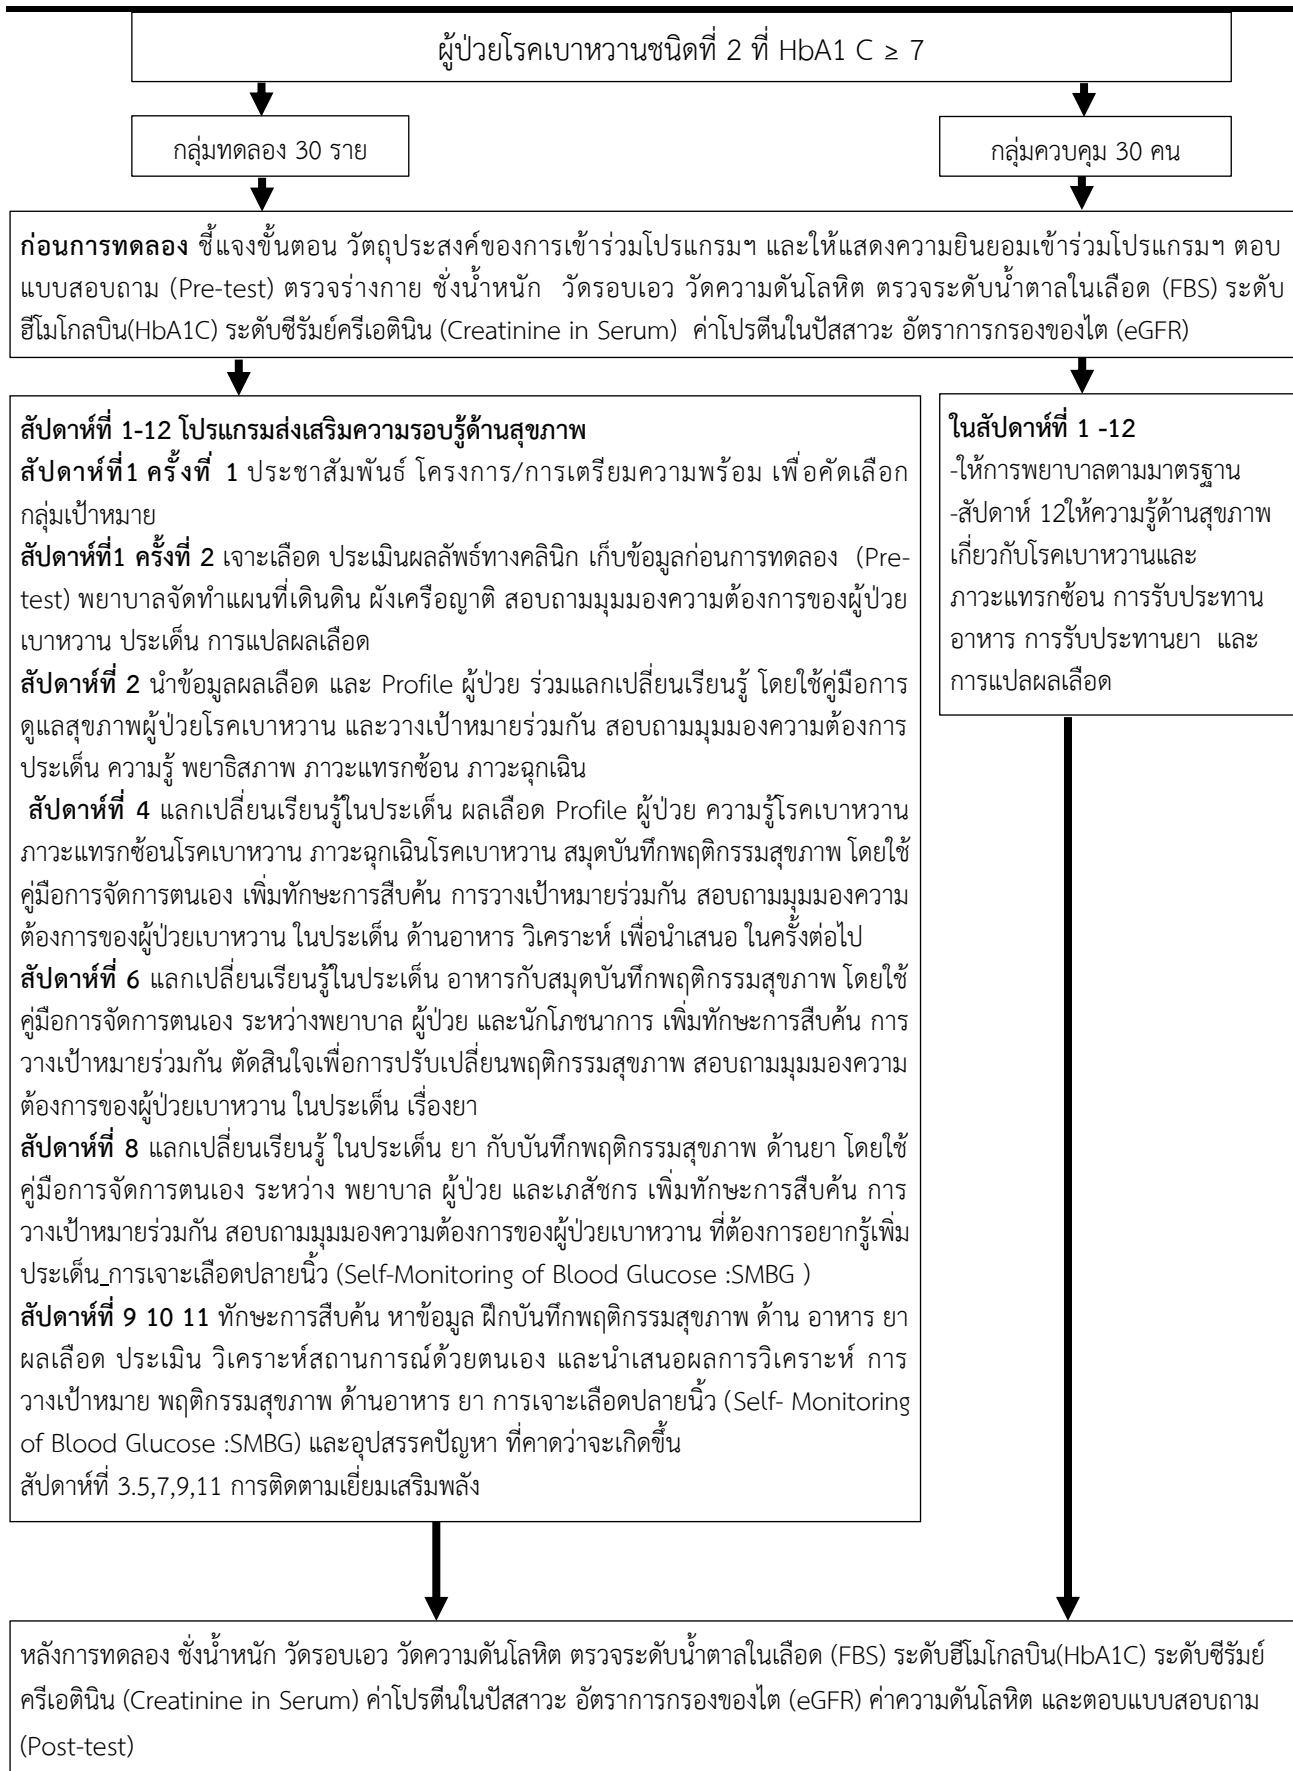 ผู้ป่วยโรคเบาหวานชนิดที่ 2 ที่ HbA1 C ≥ 7
กลุ่มทดลอง 30 ราย
กลุ่มควบคุม 30 คน
ก่อนการทดลอง ชี้แจงขั้นตอน วัตถุประสงค์ของการเข้าร่วมโปรแกรมฯ และให้แสดงความยินยอมเข้าร่วมโปรแกรมฯ ตอบ
แบบสอบถาม (Pre-test) ตรวจร่างกาย ชั่งน้ำหนัก วัดรอบเอว วัดความดันโลหิต ตรวจระดับน้ำตาลในเลือด (FBS) ระดับ
ฮีโมโกลบิน(HbA1C) ระดับซีรัมย์ครีเอตินิน (Creatinine in Serum) ค่าโปรตีนในปัสสาวะ อัตราการกรองของไต (eGFR)
สัปดาห์ที่ 1-12 โปรแกรมส่งเสริมความรอบรู้ด้านสุขภาพ
สัปดาห์ที่1 ครั้งที่ 1 ประชาสัมพันธ์ โครงการ/การเตรียมความพร้อม เพื่อคัดเลือก
กลุ่มเป้าหมาย
สัปดาห์ที่1 ครั้งที่ 2 เจาะเลือด ประเมินผลลัพธ์ทางคลินิก เก็บข้อมูลก่อนการทดลอง (Pre-
test) พยาบาลจัดทำแผนที่เดินดิน ผังเครือญาติ สอบถามมุมมองความต้องการของผู้ป่วย
เบาหวาน ประเด็น การแปลผลเลือด
สัปดาห์ที่ 2 นำข้อมูลผลเลือด และ Profile ผู้ป่วย ร่วมแลกเปลี่ยนเรียนรู้ โดยใช้คู่มือการ
ดูแลสุขภาพผู้ป่วยโรคเบาหวาน และวางเป้าหมายร่วมกัน สอบถามมุมมองความต้องการ
ประเด็น ความรู้ พยาธิสภาพ ภาวะแทรกซ้อน ภาวะฉุกเฉิน
สัปดาห์ที่ 4 แลกเปลี่ยนเรียนรู้ในประเด็น ผลเลือด Profile ผู้ป่วย ความรู้โรคเบาหวาน
ภาวะแทรกซ้อนโรคเบาหวาน ภาวะฉุกเฉินโรคเบาหวาน สมุดบันทึกพฤติกรรมสุขภาพ โดยใช้
คู่มือการจัดการตนเอง เพิ่มทักษะการสืบค้น การวางเป้าหมายร่วมกัน สอบถามมุมมองความ
ต้องการของผู้ป่วยเบาหวาน ในประเด็น ด้านอาหาร วิเคราะห์ เพื่อนำเสนอ ในครั้งต่อไป
สัปดาห์ที่ 6 แลกเปลี่ยนเรียนรู้ในประเด็น อาหารกับสมุดบันทึกพฤติกรรมสุขภาพ โดยใช้
คู่มือการจัดการตนเอง ระหว่างพยาบาล ผู้ป่วย และนักโภชนาการ เพิ่มทักษะการสืบค้น การ
วางเป้าหมายร่วมกัน ตัดสินใจเพื่อการปรับเปลี่ยนพฤติกรรมสุขภาพ สอบถามมุมมองความ
ต้องการของผู้ป่วยเบาหวาน ในประเด็น เรื่องยา
สัปดาห์ที่ 8 แลกเปลี่ยนเรียนรู้ ในประเด็น ยา กับบันทึกพฤติกรรมสุขภาพ ด้านยา โดยใช้
คู่มือการจัดการตนเอง ระหว่าง พยาบาล ผู้ป่วย และเภสัชกร เพิ่มทักษะการสืบค้น การ
วางเป้าหมายร่วมกัน สอบถามมุมมองความต้องการของผู้ป่วยเบาหวาน ที่ต้องการอยากรู้เพิ่ม
ประเด็น_การเจาะเลือดปลายนิ้ว (Self-Monitoring of Blood Glucose :SMBG )
สัปดาห์ที่ 9 10 11 ทักษะการสืบค้น หาข้อมูล ฝึกบันทึกพฤติกรรมสุขภาพ ด้าน อาหาร ยา
ผลเลือด ประเมิน วิเคราะห์สถานการณ์ด้วยตนเอง และนำเสนอผลการวิเคราะห์ การ
วางเป้าหมาย พฤติกรรมสุขภาพ ด้านอาหาร ยา การเจาะเลือดปลายนิ้ว (Self- Monitoring
of Blood Glucose :SMBG) และอุปสรรคปัญหา ที่คาดว่าจะเกิดขึ้น
สัปดาห์ที่ 3.5,7,9,11 การติดตามเยี่ยมเสริมพลัง
ในสัปดาห์ที่ 1 -12
-ให้การพยาบาลตามมาตรฐาน
-สัปดาห์ 12ให้ความรู้ด้านสุขภาพ
เกี่ยวกับโรคเบาหวานและ
ภาวะแทรกซ้อน การรับประทาน
อาหาร การรับประทานยา และ
การแปลผลเลือด
หลังการทดลอง ชั่งน้ำหนัก วัดรอบเอว วัดความดันโลหิต ตรวจระดับน้ำตาลในเลือด (FBS) ระดับฮีโมโกลบิน(HbA1C) ระดับซีรัมย์
ครีเอตินิน (Creatinine in Serum) ค่าโปรตีนในปัสสาวะ อัตราการกรองของไต (eGFR) ค่าความดันโลหิต และตอบแบบสอบถาม
(Post-test)